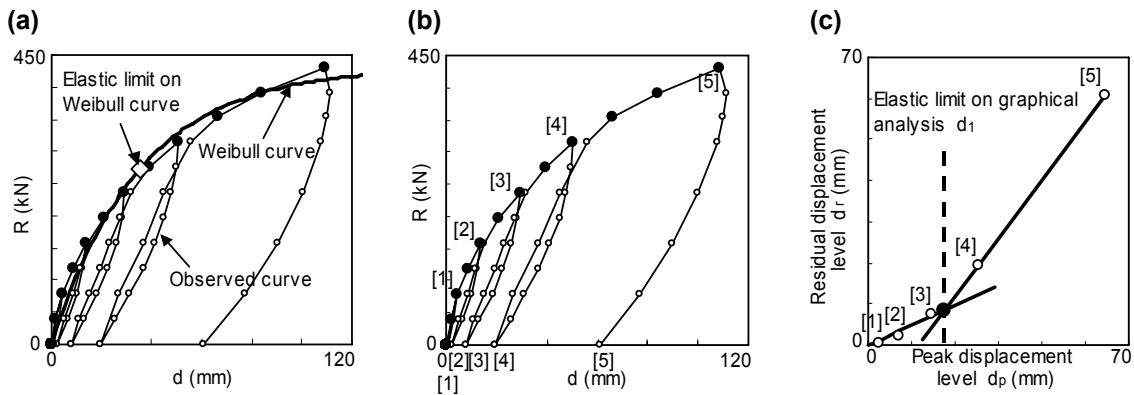 (a)
450
Elastic limit on
Weibull curve
Weibull curve
Observed curve
R (kN)
0
0
120
d (mm)
(b)
450
[5]
[4]
[3]
[2]
[1]
R (kN)
0
0[2][3][4]
[5]
120
[1]
d (mm)
(c)
70
[5]
Elastic limit on graphical
analysis d1
Residual displacement
level dr (mm)
[4]
[3]
[1]
[2]
0
0
Peak displacement
level dp (mm)
70